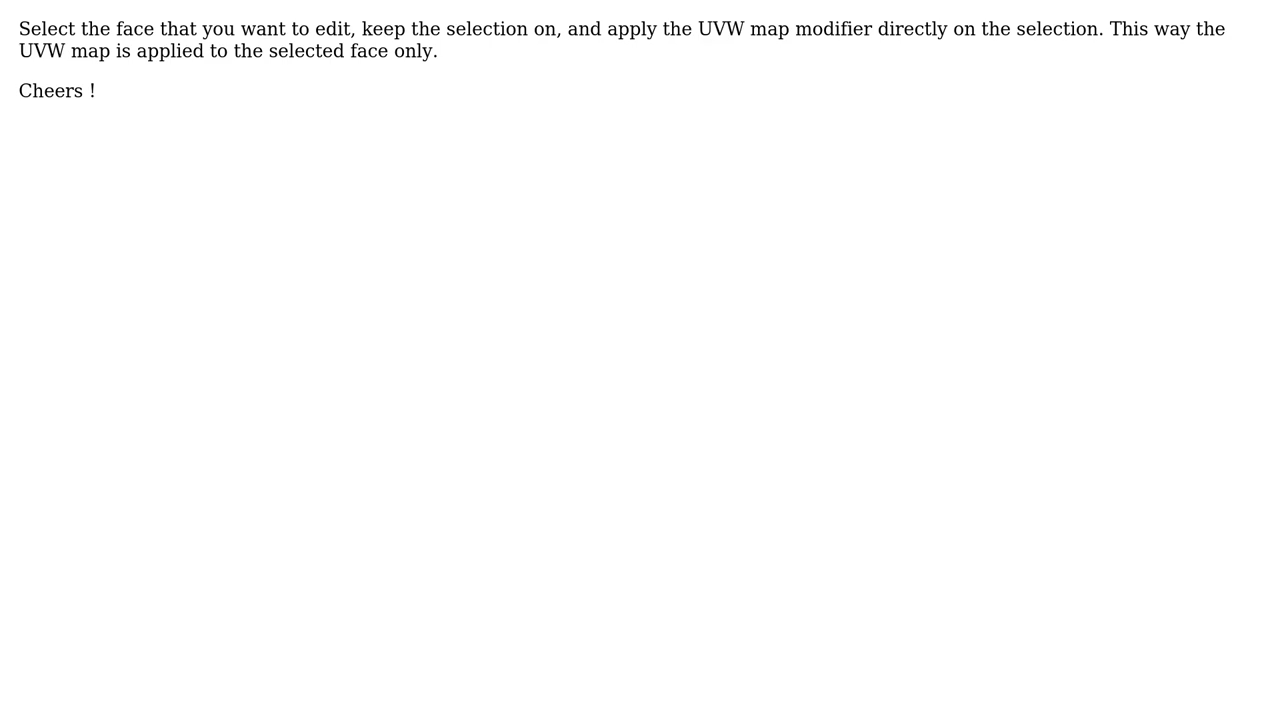 Select the face that you want to edit, keep the selection on, and apply the UVW map modifier directly on the selection. This way the
UVW map is applied to the selected face only.
Cheers !